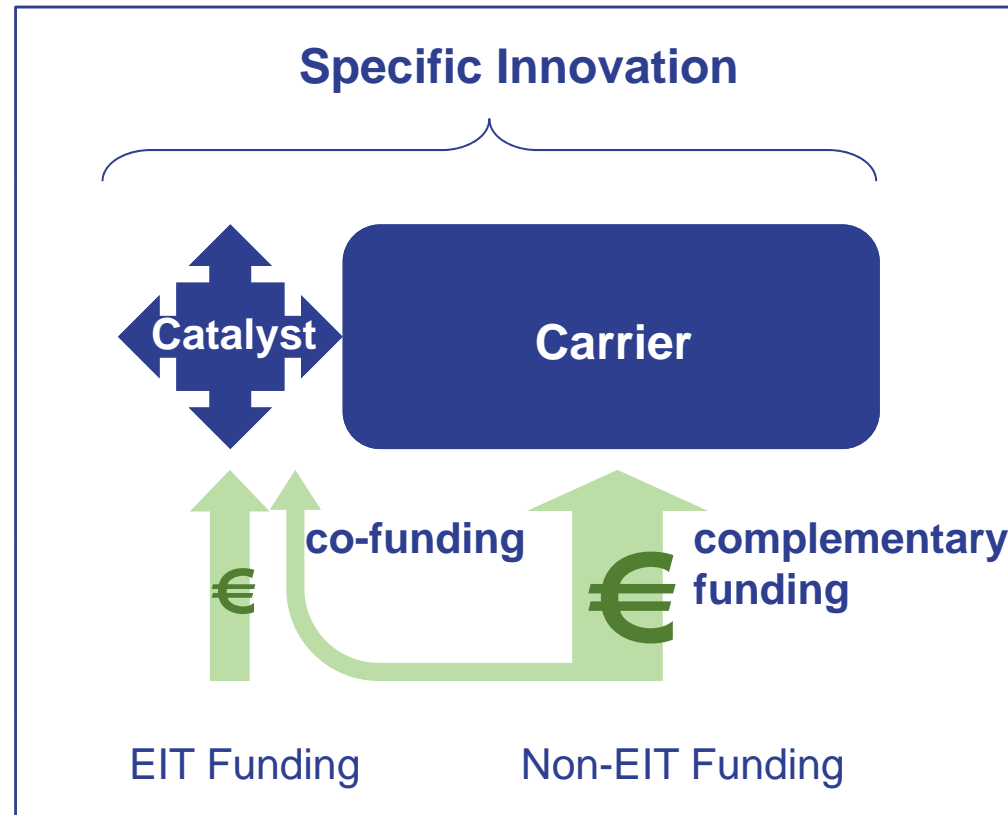 Specific Innovation
Catalyst
Carrier
co-funding
complementary
funding
€
€
EIT Funding
Non-EIT Funding